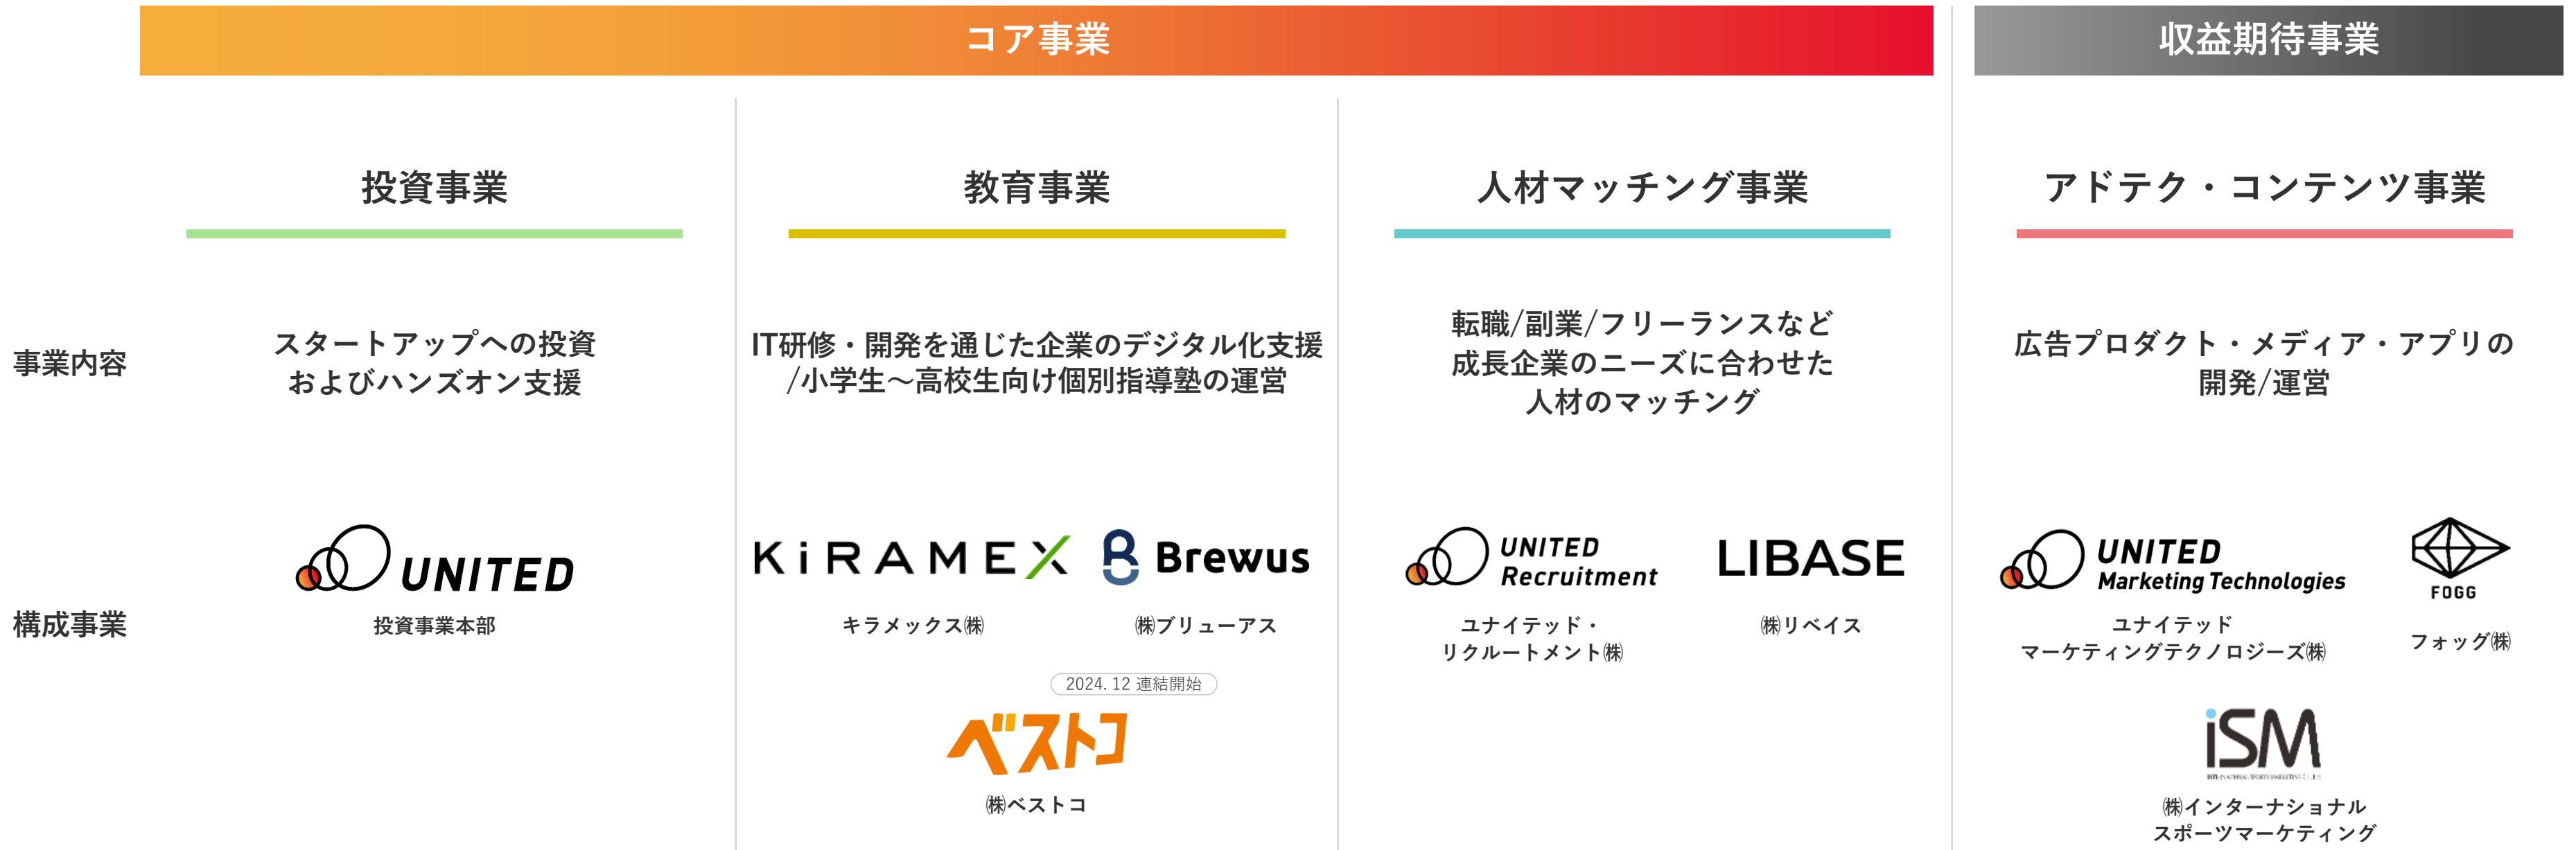 コア事業
収益期待事業
投資事業
教育事業
人材マッチング事業
アドテク・コンテンツ事業
事業内容
スタートアップへの投資
およびハンズオン支援
IT研修・開発を通じた企業のデジタル化支援
/小学生〜高校生向け個別指導塾の運営
転職/副業/フリーランスなど
成長企業のニーズに合わせた
人材のマッチング
広告プロダクト・メディア・アプリの
開発/運営
構成事業
UNITED
投資事業本部
KiRAMEX
キラメックス㈱
Brewus
㈱ブリューアス
2024.12 連結開始
ベストコ
㈱ベストコ
UNITED
Recruitment
ユナイテッド・
リクルートメント㈱
LIBASE
㈱リベイス
UNITED
Marketing Technologies
ユナイテッド
マーケティングテクノロジーズ㈱
FOGG
フォッグ㈱
iSM
㈱インターナショナル
スポーツマーケティング